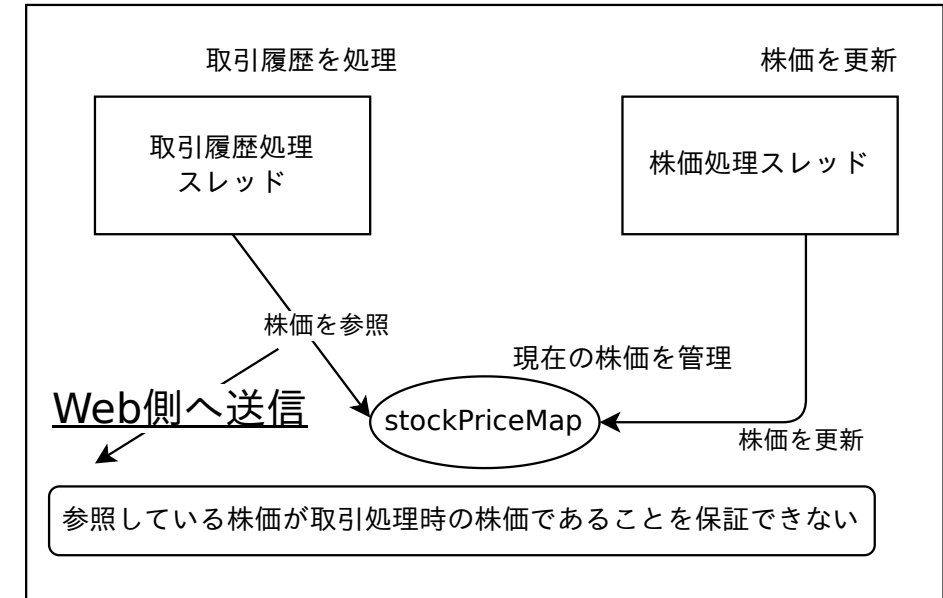 取引履歴を処理
株価を更新
取引履歴処理
スレッド
株価処理スレッド
株価を参照
現在の株価を管理
Web側へ送信
stockPriceMap
株価を更新
参照している株価が取引処理時の株価であることを保証できない